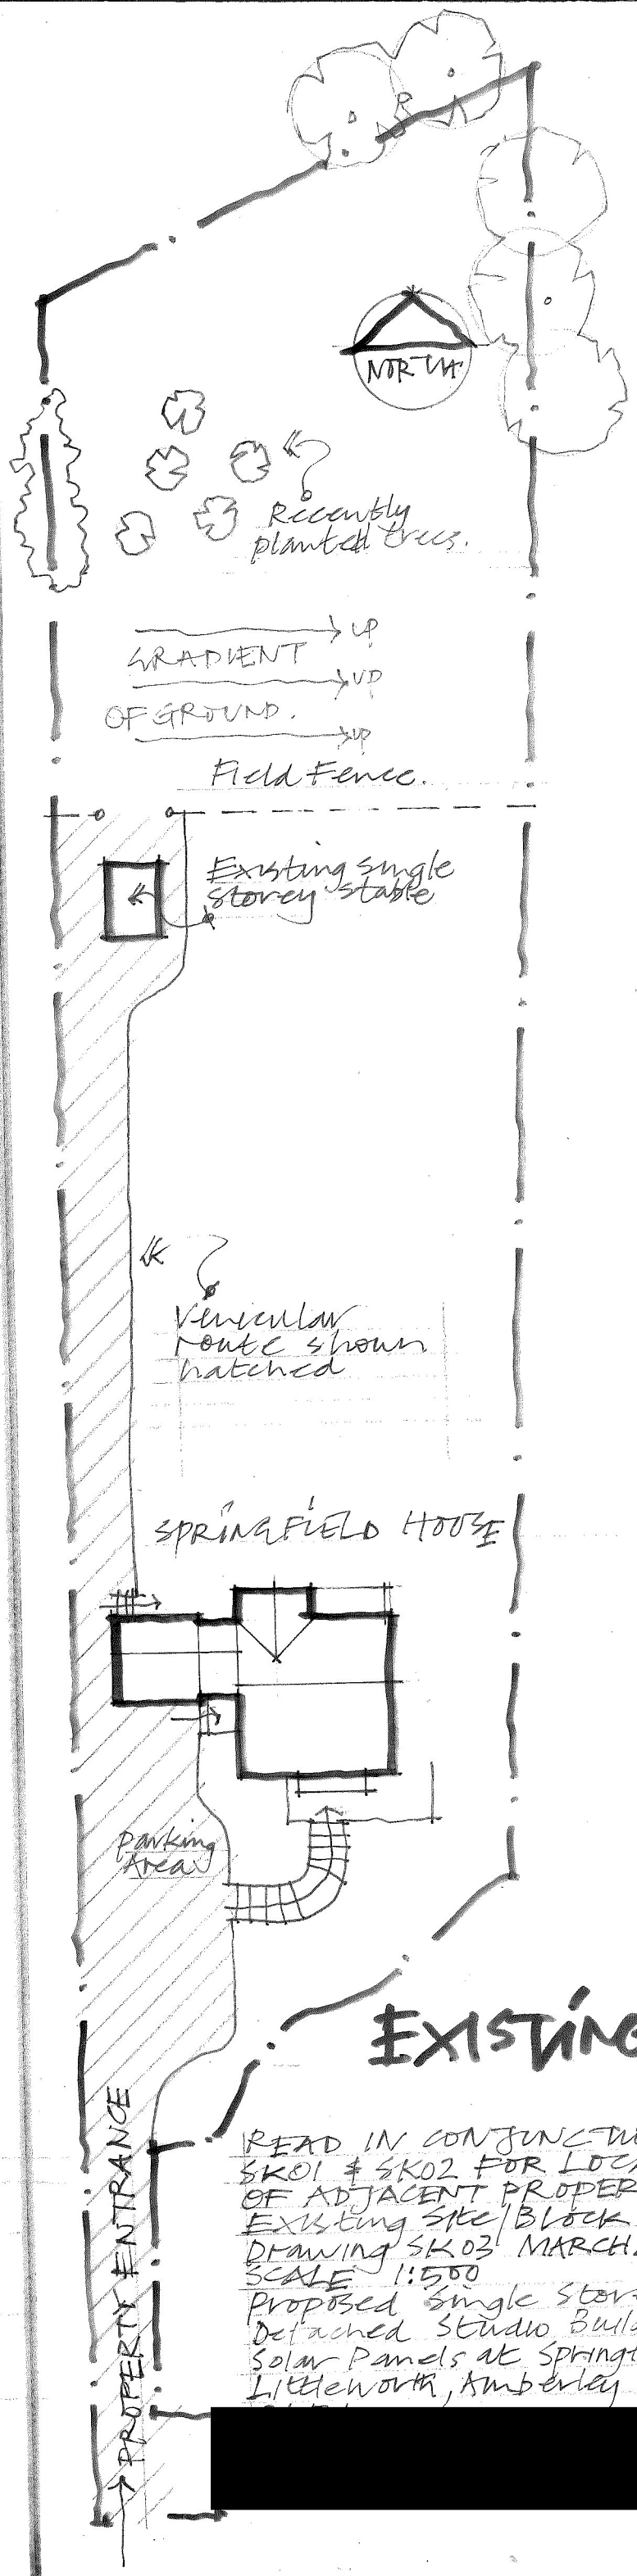 NORTH
Recently
planted trees.
UP
GRADIENT
UP
OF GROUND.
UP
Field Fence.
Existing single
storey stable
Vehicular
route shown
hatched
SPRINGFIELD HOUSE
Parking
Area
EXISTING
PROPERTY ENTRANCE
READ IN CONJUNCTI
SK01 & SK02 FOR LOCA
OF ADJACENT PROPER
Existing Site/Block
Drawing SK03 MARCH
SCALE 1:500
Proposed Single Stor
Detached Studio Buil
Solar Panels at Spring
Littleworth, Amberley